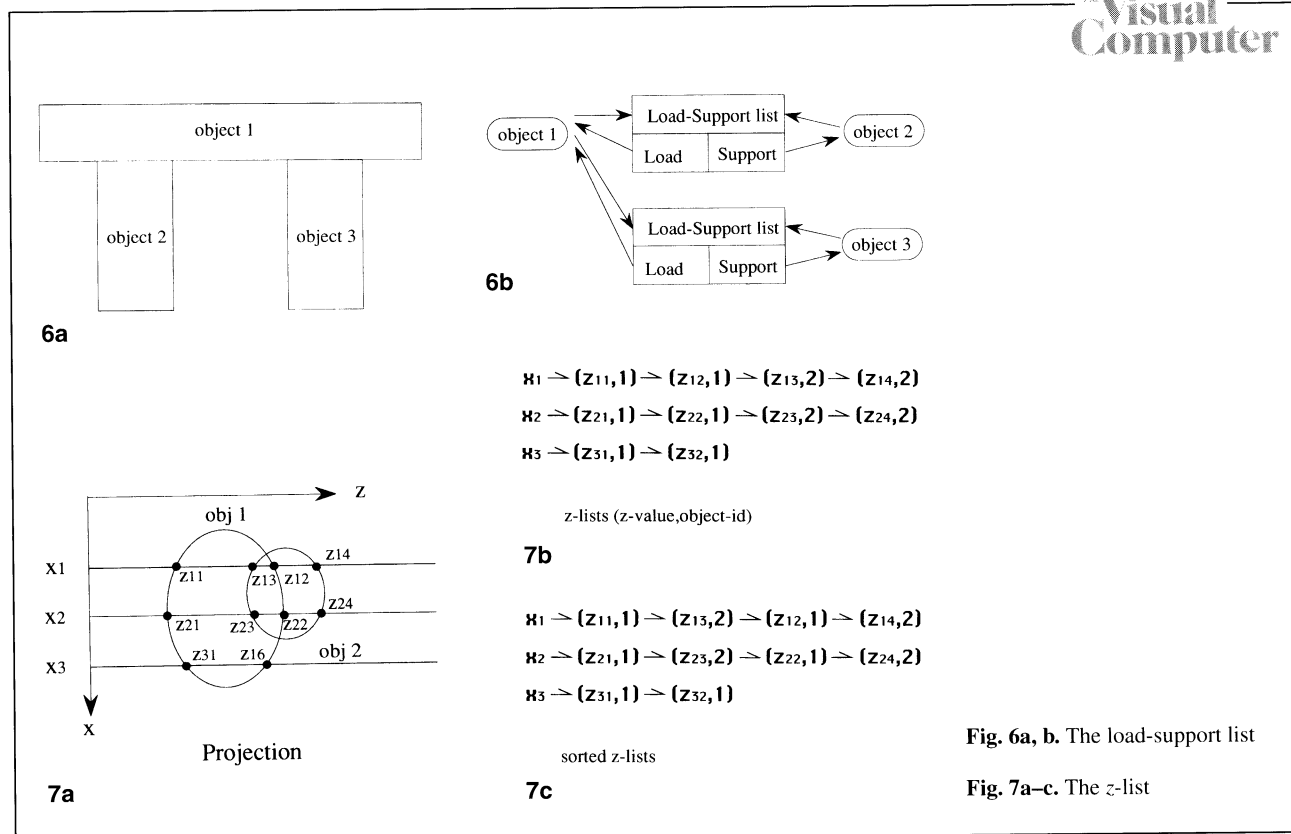 The Visual
Computer
object 1
object 2
object 3
6a
object 1
Load-Support list
Load
Support
object 2
Load-Support list
Load
Support
object 3
6b
x1 → (z11,1) → (z12,1) → (z13,2) → (z14,2)
x2 → (z21,1) → (z22,1) → (z23,2) → (z24,2)
x3 → (z31,1) → (z32,1)
z-lists (z-value,object-id)
7b
z
obj 1
x1
z11
z13
z12
z14
x2
z21
z23
z22
z24
x3
z31
z16
obj 2
x
Projection
7a
x1 → (z11,1) → (z13,2) → (z12,1) → (z14,2)
x2 → (z21,1) → (z23,2) → (z22,1) → (z24,2)
x3 → (z31,1) → (z32,1)
sorted z-lists
7c
Fig. 6a, b. The load-support list
Fig. 7a–c. The z-list